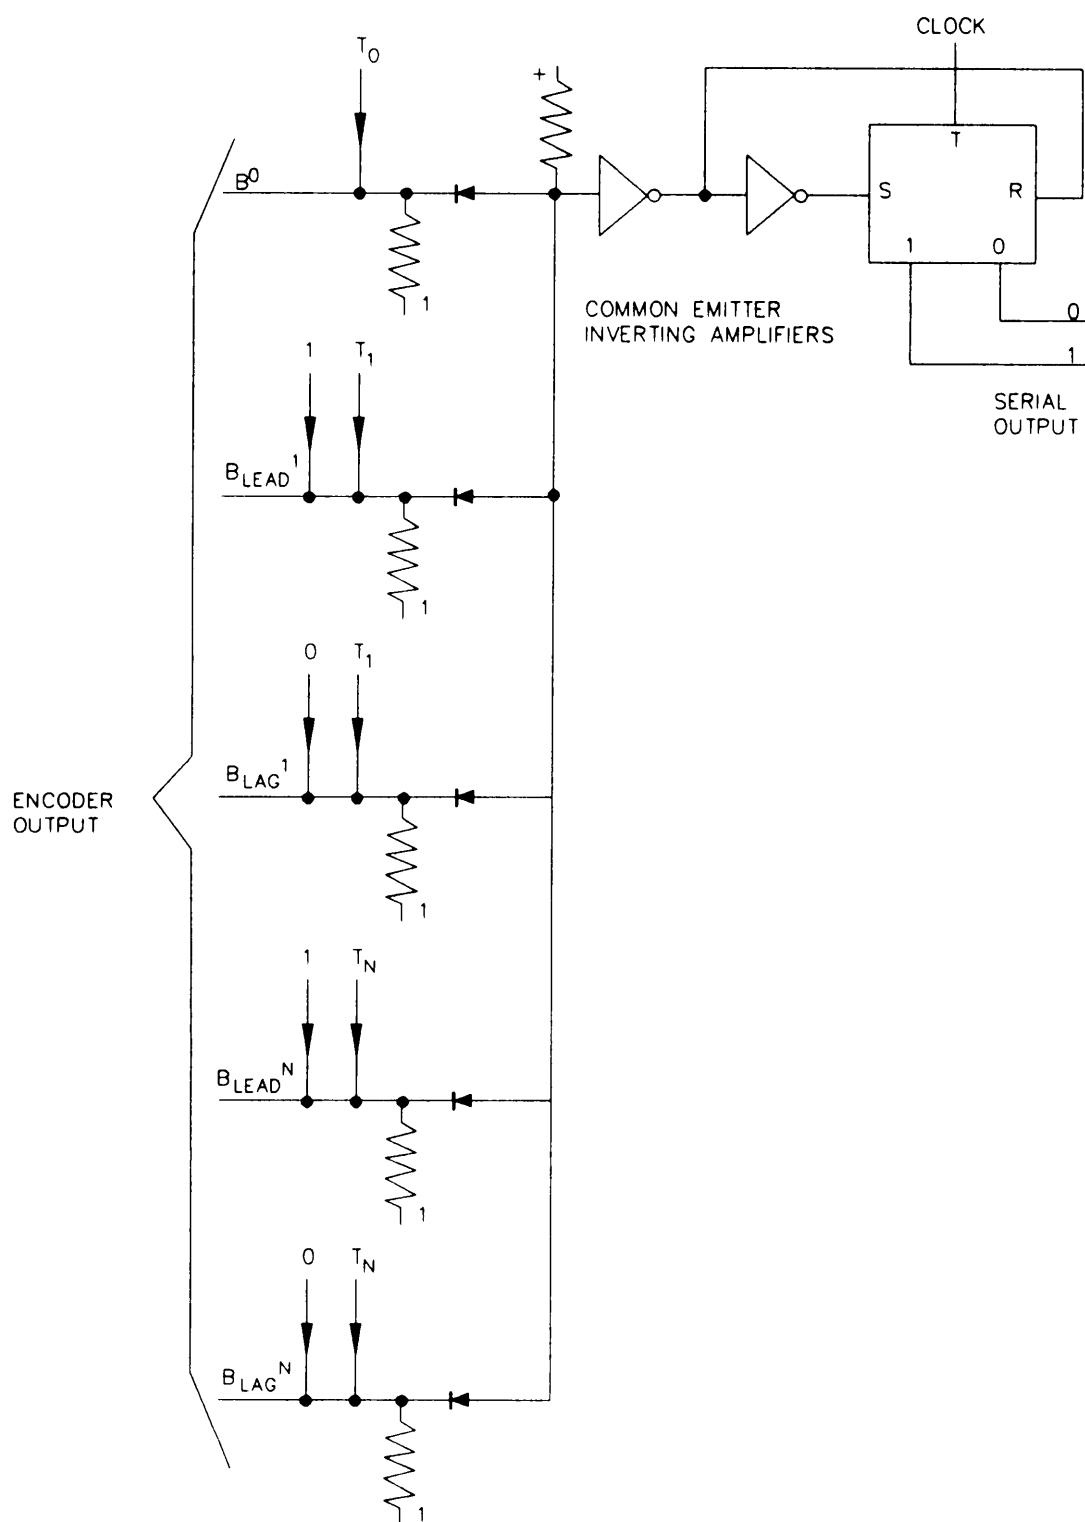 CLOCK
T0
+
T
B0
S
R
1 0
1
COMMON EMITTER
INVERTING AMPLIFIERS
0
1
SERIAL
OUTPUT
1 T1
BLEAD1
1
0 T1
BLAG1
1
ENCODER
OUTPUT
1 TN
BLEADN
1
0 TN
BLAGN
1